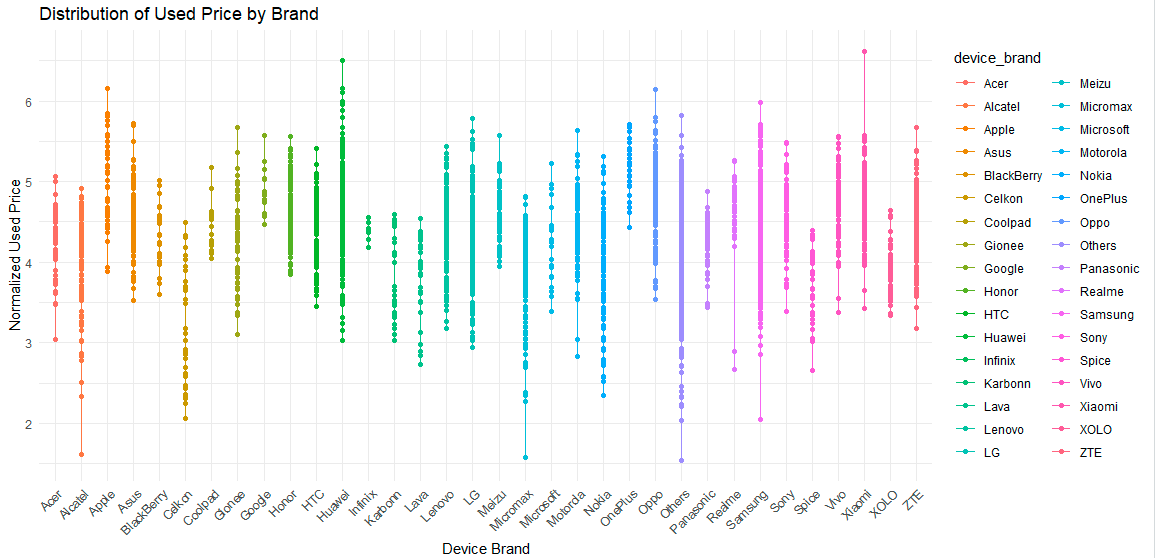 Distribution of Used Price by Brand
Normalized Used Price
6
5
4
3
2
Acer
Alcatel
Apple
Asus
BlackBerry
Celkon
Coolpad
Gionee
Google
Honor
HTC
Huawei
Infinix
Karbonn
Lava
Lenovo
LG
Meizu
Micromax
Microsoft
Motorola
Nokia
OnePlus
Oppo
Others
Panasonic
Realme
Samsung
Sony
Spice
Vivo
Xiaomi
XOLO
ZTE
Device Brand
device_brand
Acer
Alcatel
Apple
Asus
BlackBerry
Celkon
Coolpad
Gionee
Google
Honor
HTC
Huawei
Infinix
Karbonn
Lava
Lenovo
LG
Meizu
Micromax
Microsoft
Motorola
Nokia
OnePlus
Oppo
Others
Panasonic
Realme
Samsung
Sony
Spice
Vivo
Xiaomi
XOLO
ZTE